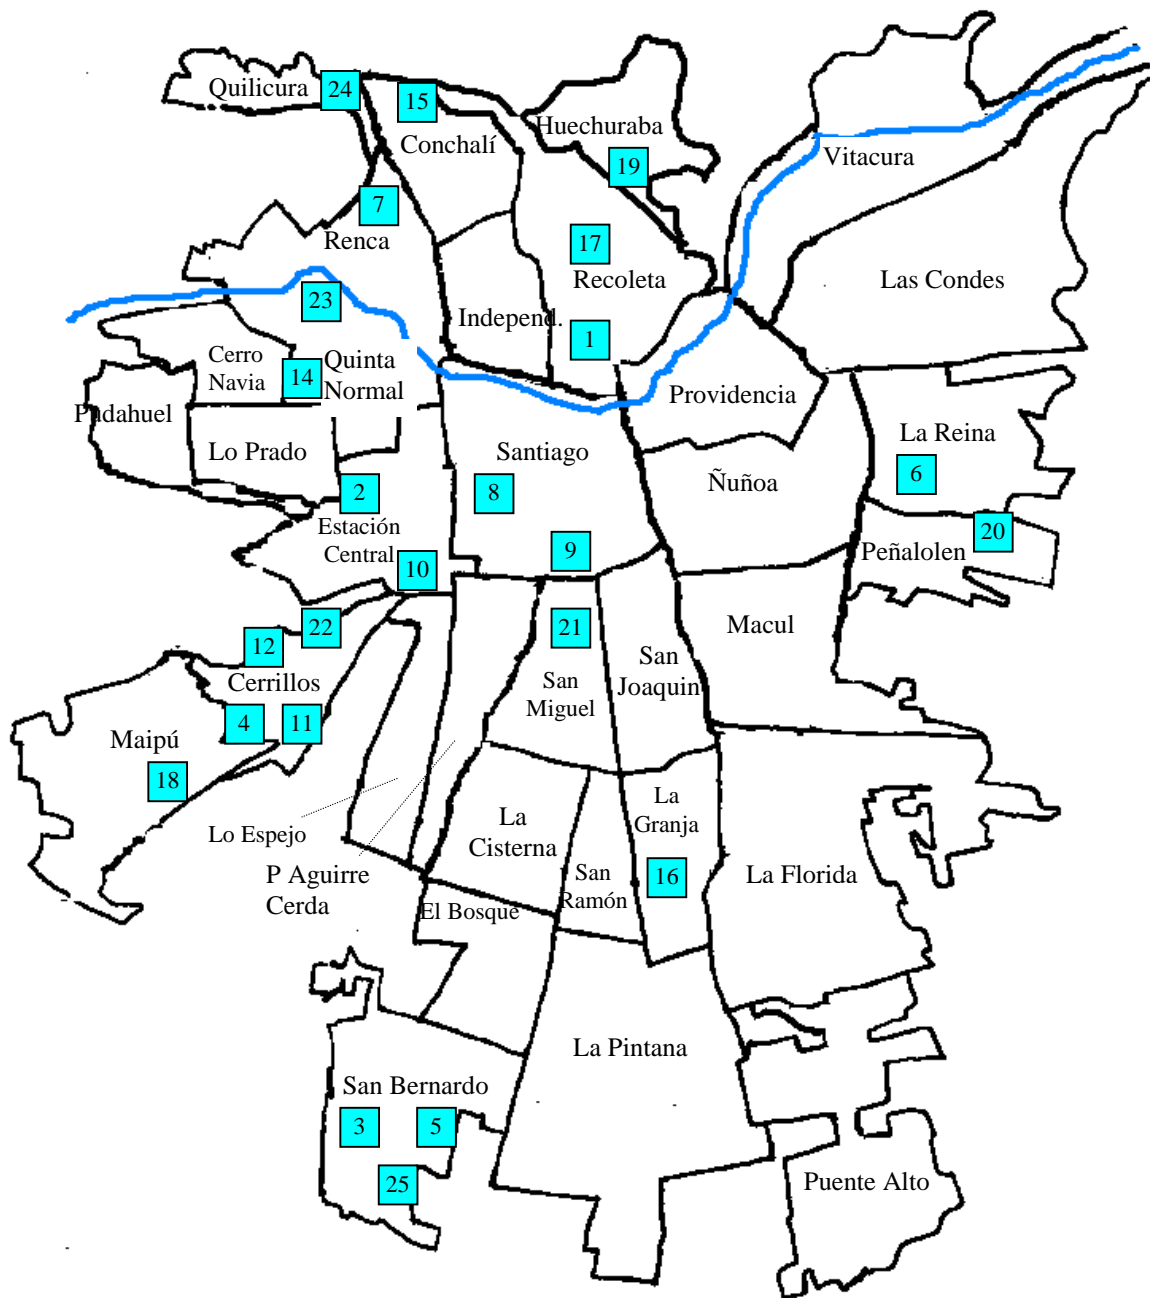 Quilicura
24
15
Huechuraba
Conchalí
Vitacura
19
7
Renca
17
Recoleta
Las Condes
23
Independ.
1
Cerro
Navia
14
Quinta
Normal
Providencia
Pudahuel
Lo Prado
Santiago
La Reina
Ñuñoa
6
2
8
Estación
Central
20
Peñalolen
9
10
22
21
Macul
12
Cerrillos
San
Joaquin
San
Miguel
4
11
Maipú
18
La
Granja
Lo Espejo
La
Cisterna
P Aguirre
Cerda
San
Ramón
16
La Florida
El Bosque
La Pintana
San Bernardo
3
5
25
Puente Alto